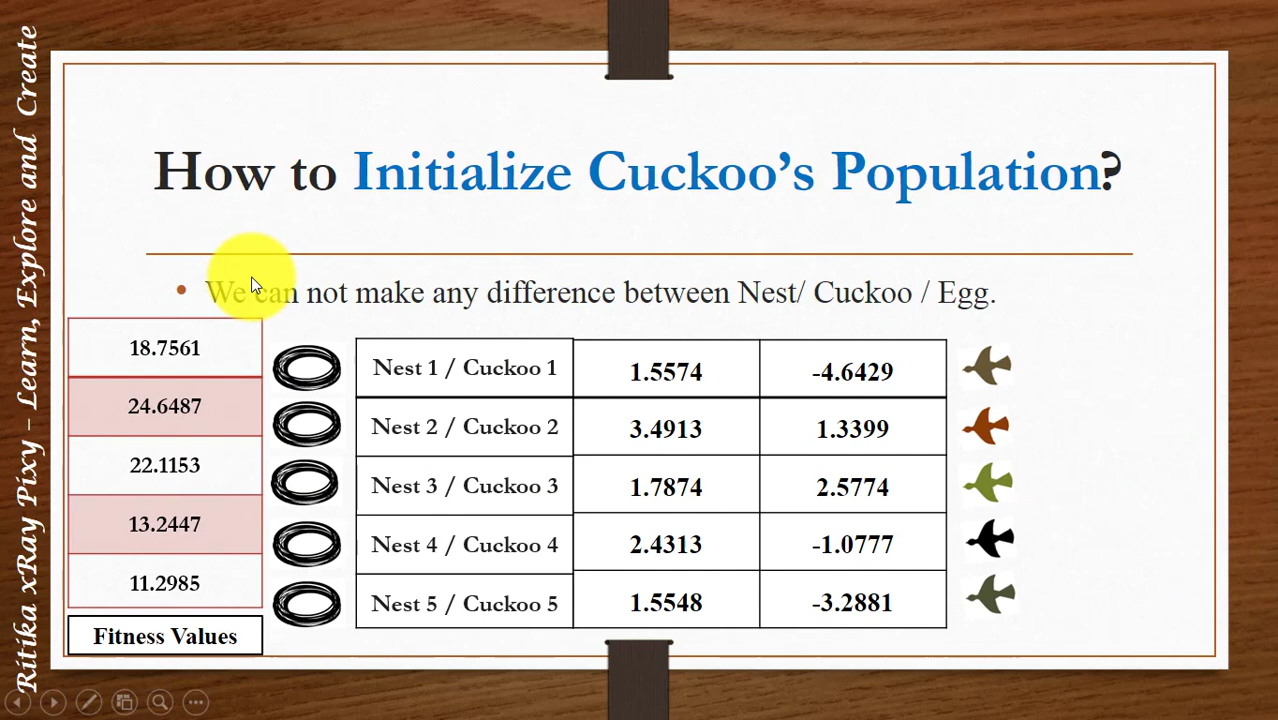 Ritika xRay Pixy – Learn, Explore and Create
How to Initialize Cuckoo's Population?
• We can not make any difference between Nest/ Cuckoo / Egg.
18.7561 Nest 1 / Cuckoo 1 1.5574 -4.6429
24.6487 Nest 2 / Cuckoo 2 3.4913 1.3399
22.1153 Nest 3 / Cuckoo 3 1.7874 2.5774
13.2447 Nest 4 / Cuckoo 4 2.4313 -1.0777
11.2985 Nest 5 / Cuckoo 5 1.5548 -3.2881
Fitness Values